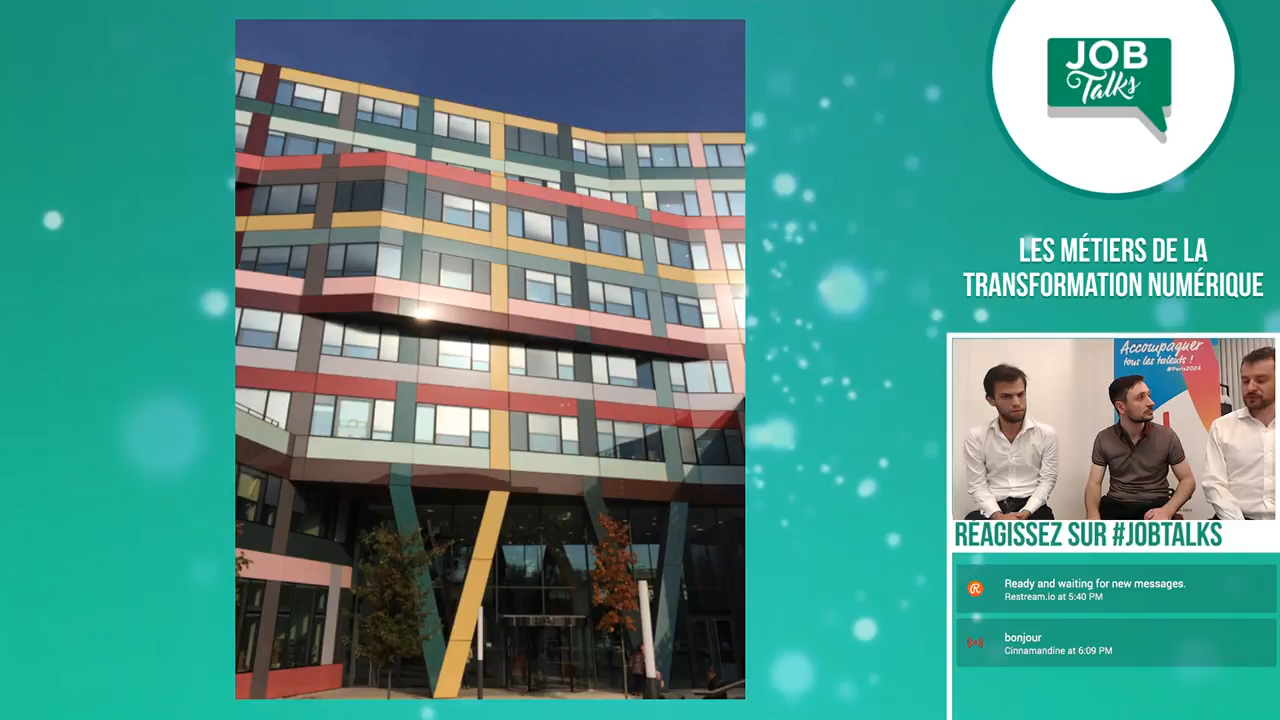 JOB
Talks
LES MÉTIERS DE LA
TRANSFORMATION NUMÉRIQUE
Accompagner
tous les talents !
@Paris2024
RÉAGISSEZ SUR #JOBTALKS
Ready and waiting for new messages.
Restream.io at 5:40 PM
bonjour
Cinnamandine at 6:09 PM